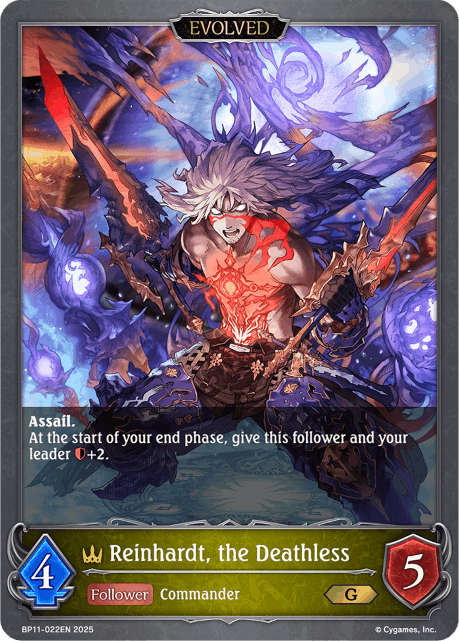 EVOLVED
Assail.
At the start of your end phase, give this follower and your
leader +2.
4
Reinhardt, the Deathless
5
Follower Commander
G
BP11-022EN 2025
© Cygames, Inc.